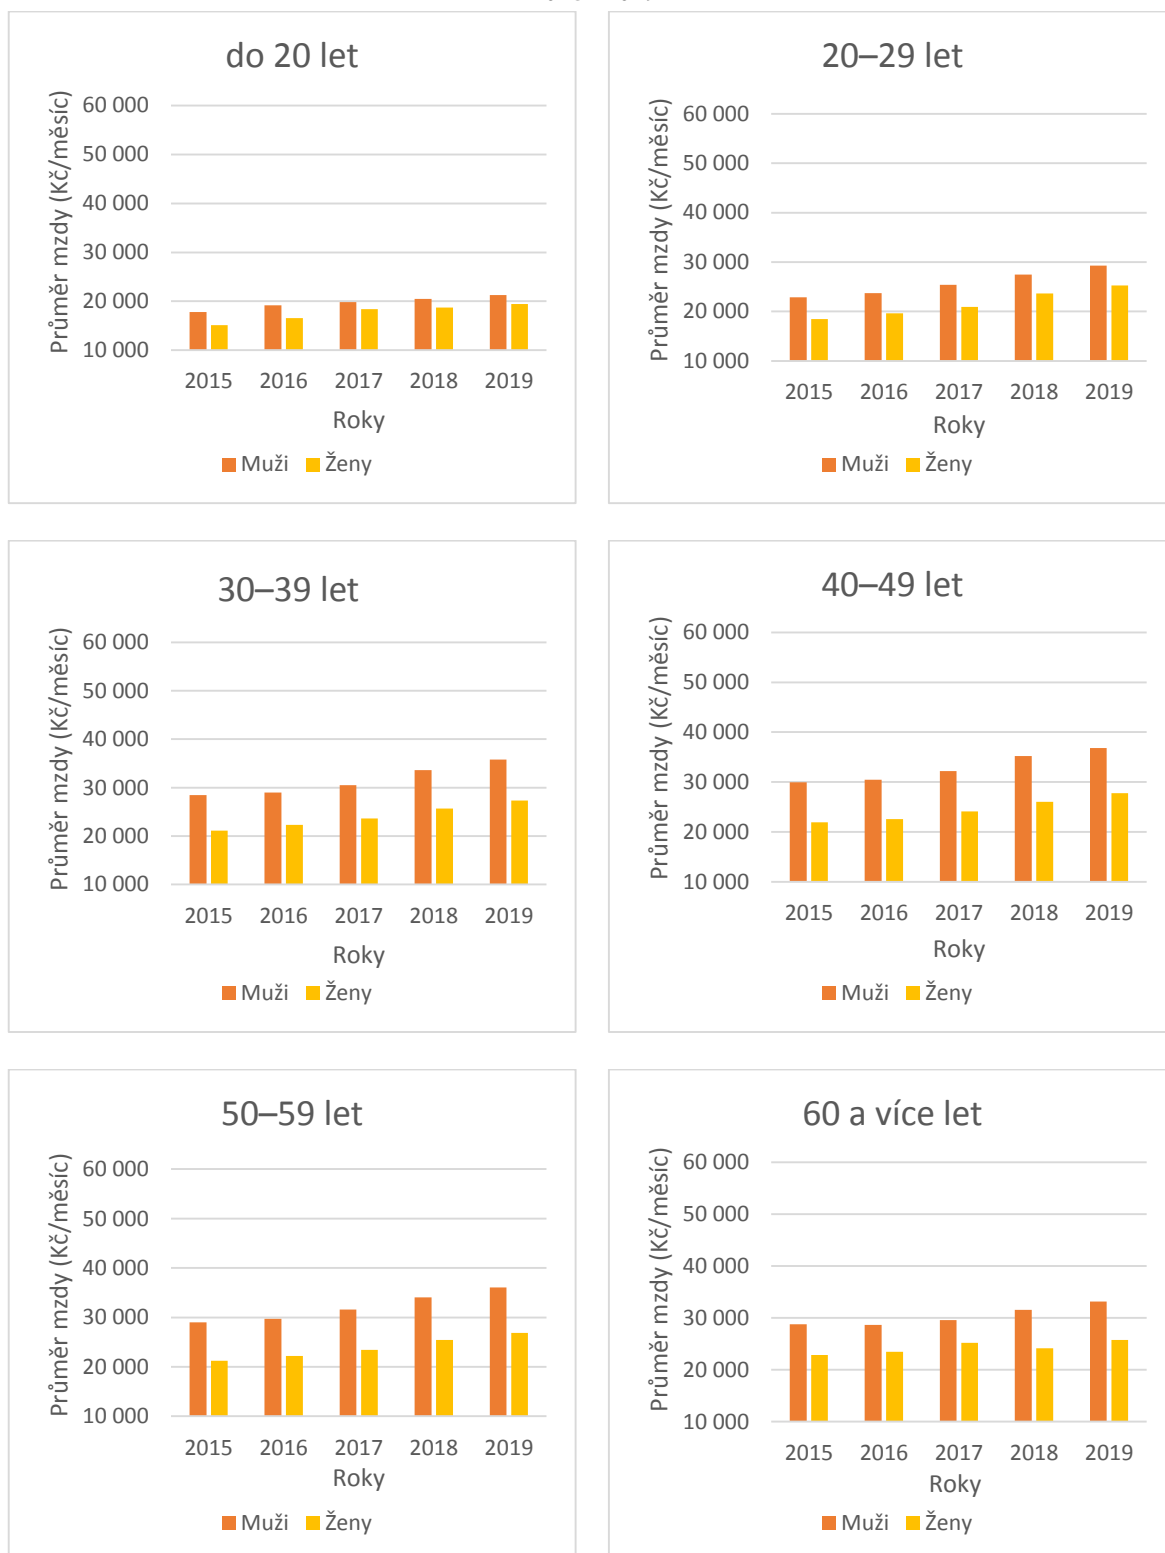 do 20 let
Průměr mzdy (Kč/měsíc)
60 000
50 000
40 000
30 000
20 000
10 000
2015 2016 2017 2018 2019
Roky
Muži Ženy
20–29 let
Průměr mzdy (Kč/měsíc)
60 000
50 000
40 000
30 000
20 000
10 000
2015 2016 2017 2018 2019
Roky
Muži Ženy
30–39 let
Průměr mzdy (Kč/měsíc)
60 000
50 000
40 000
30 000
20 000
10 000
2015 2016 2017 2018 2019
Roky
Muži Ženy
40–49 let
Průměr mzdy (Kč/měsíc)
60 000
50 000
40 000
30 000
20 000
10 000
2015 2016 2017 2018 2019
Roky
Muži Ženy
50–59 let
Průměr mzdy (Kč/měsíc)
60 000
50 000
40 000
30 000
20 000
10 000
2015 2016 2017 2018 2019
Roky
Muži Ženy
60 a více let
Průměr mzdy (Kč/měsíc)
60 000
50 000
40 000
30 000
20 000
10 000
2015 2016 2017 2018 2019
Roky
Muži Ženy